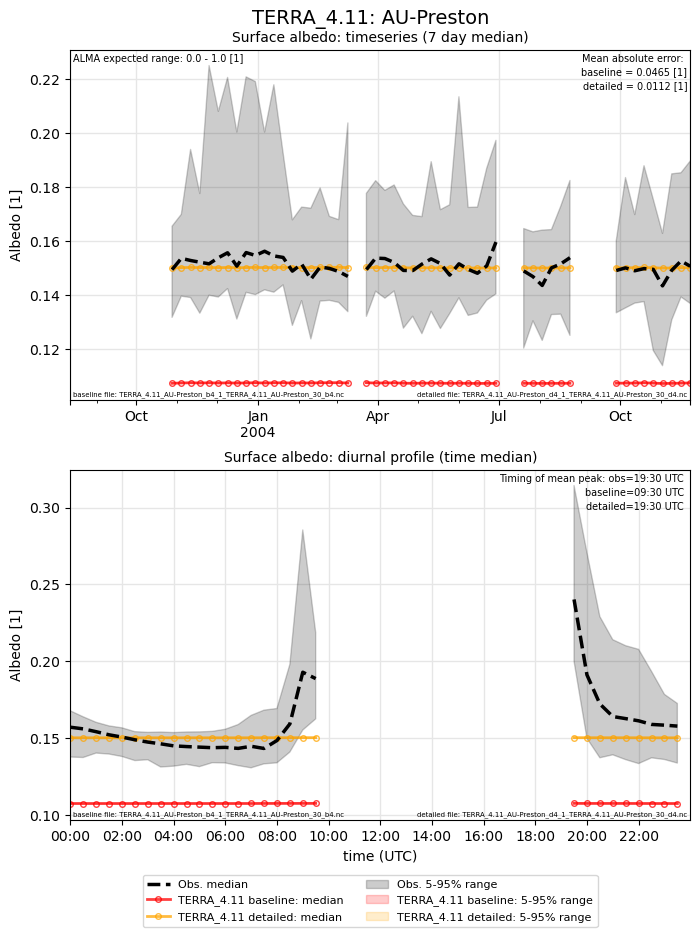 TERRA_4.11: AU-Preston
Surface albedo: timeseries (7 day median)
ALMA expected range: 0.0 - 1.0 [1]
Mean absolute error:
baseline = 0.0465 [1]
detailed = 0.0112 [1]
0.22
0.20
0.18
0.16
0.14
0.12
Albedo [1]
baseline file: TERRA_4.11_AU-Preston_b4_1_TERRA_4.11_AU-Preston_30_b4.nc
detailed file: TERRA_4.11_AU-Preston_d4_1_TERRA_4.11_AU-Preston_30_d4.nc
Oct Jan Apr Jul Oct
2004
Surface albedo: diurnal profile (time median)
Timing of mean peak: obs=19:30 UTC
baseline=09:30 UTC
detailed=19:30 UTC
0.30
0.25
0.20
0.15
0.10
Albedo [1]
baseline file: TERRA_4.11_AU-Preston_b4_1_TERRA_4.11_AU-Preston_30_b4.nc
detailed file: TERRA_4.11_AU-Preston_d4_1_TERRA_4.11_AU-Preston_30_d4.nc
00:00 02:00 04:00 06:00 08:00 10:00 12:00 14:00 16:00 18:00 20:00 22:00
time (UTC)
Obs. median
TERRA_4.11 baseline: median
TERRA_4.11 detailed: median
Obs. 5-95% range
TERRA_4.11 baseline: 5-95% range
TERRA_4.11 detailed: 5-95% range